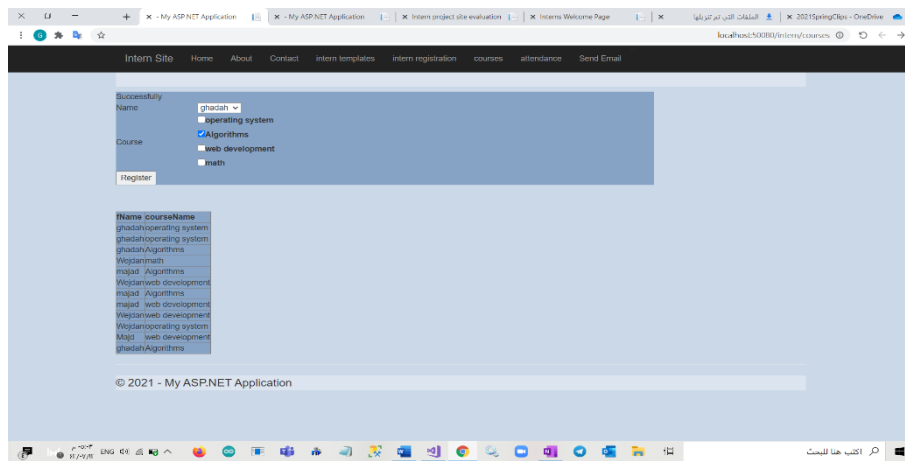 - My ASP.NET Application
- My ASP.NET Application
Intern project site evaluation
Interns Welcome Page
الملفات التي تم تنزيلها
2021SpringClips - OneDrive
G
localhost:50080/intern/courses
Intern Site Home About Contact intern templates intern registration courses attendance Send Email
Successfully
Name ghadah
operating system
Course
Algorithms
web development
math
Register
fName courseName
ghadah operating system
ghadah operating system
ghadah Algorithms
Wejdan math
majad Algorithms
Wejdan web development
majad Algorithms
majad web development
Wejdan web development
Wejdan operating system
Majd web development
ghadah Algorithms
© 2021 - My ASP.NET Application
ENG
اكتب هنا للبحث